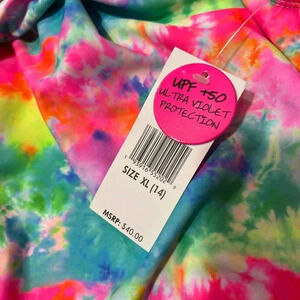 UPF +50
ULTRA VIOLET
PROTECTION
SIZE XL (14)
MSRP: $40.00